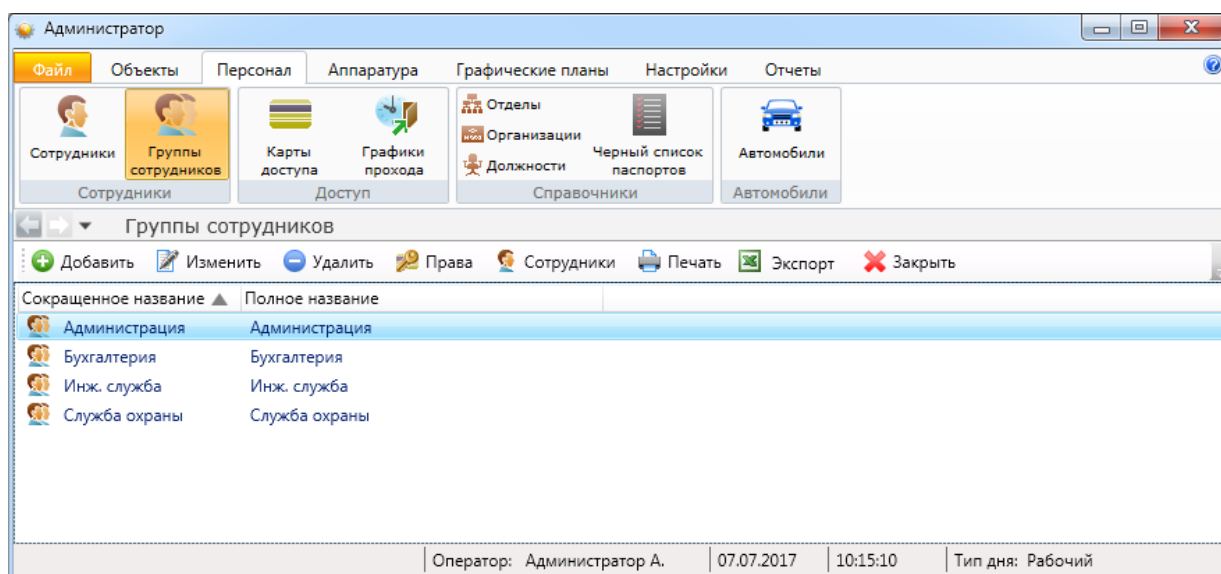 Администратор
Файл Объекты Персонал Аппаратура Графические планы Настройки Отчеты
Сотрудники
Группы сотрудников
Карты доступа
Графики прохода
Отделы
Организации
Должности
Черный список паспортов
Автомобили
Сотрудники Доступ Справочники Автомобили
Группы сотрудников
Добавить Изменить Удалить Права Сотрудники Печать Экспорт Закрыть
Сокращенное название Полное название
Администрация Администрация
Бухгалтерия Бухгалтерия
Инж. служба Инж. служба
Служба охраны Служба охраны
Оператор: Администратор А. 07.07.2017 10:15:10 Тип дня: Рабочий